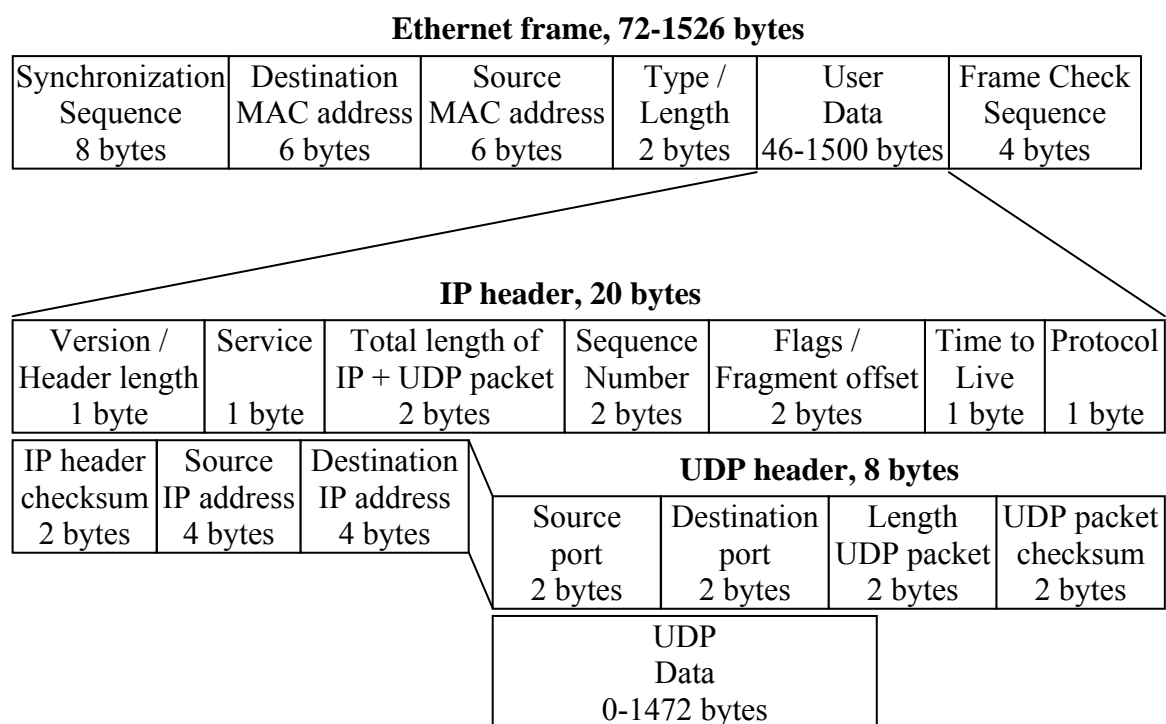 Ethernet frame, 72-1526 bytes
Synchronization Destination Source Type / User Frame Check
Sequence MAC address MAC address Length Data Sequence
8 bytes 6 bytes 6 bytes 2 bytes 46-1500 bytes 4 bytes
IP header, 20 bytes
Version / Service Total length of Sequence Flags / Time to Protocol
Header length IP + UDP packet Number Fragment offset Live
1 byte 1 byte 2 bytes 2 bytes 2 bytes 1 byte 1 byte
IP header Source Destination
checksum IP address IP address
2 bytes 4 bytes 4 bytes
UDP header, 8 bytes
Source Destination Length UDP packet
port port UDP packet checksum
2 bytes 2 bytes 2 bytes 2 bytes
UDP
Data
0-1472 bytes